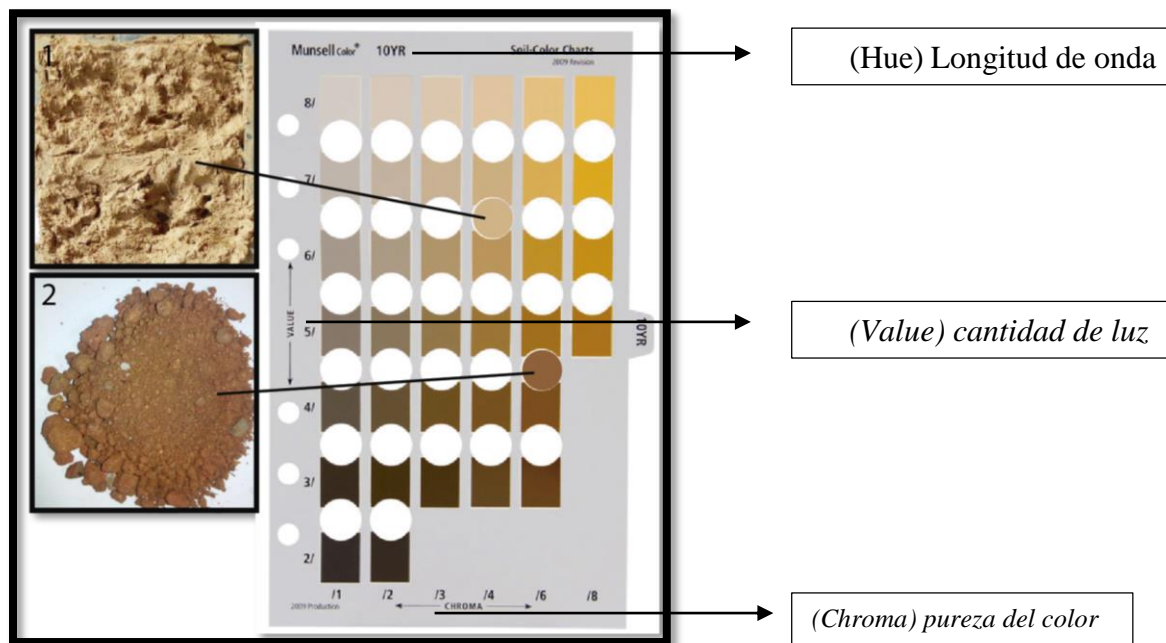 1
2
Munsell Color® 10YR Soil-Color Charts
2009 Revision
8/
7/
6/
5/
4/
3/
2/
VALUE
10YR
/1 /2 /3 /4 /6 /8
2009 Production
CHROMA
(Hue) Longitud de onda
(Value) cantidad de luz
(Chroma) pureza del color